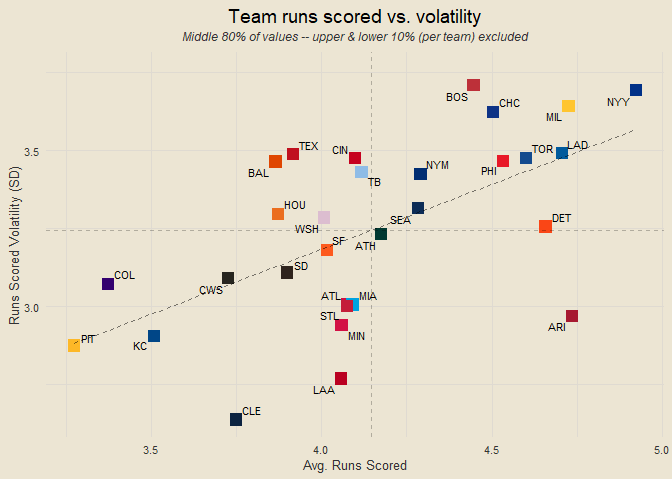 Team runs scored vs. volatility
Middle 80% of values -- upper & lower 10% (per team) excluded
Runs Scored Volatility (SD)
3.5
3.0
BOS
CHC
MIL
NYY
TEX
BAL
CIN
TB
NYM
PHI
TOR
LAD
HOU
WSH
SEA
DET
SF
ATH
COL
CWS
SD
ATL
MIA
STL
MIN
ARI
PIT
KC
LAA
CLE
3.5
4.0
4.5
5.0
Avg. Runs Scored